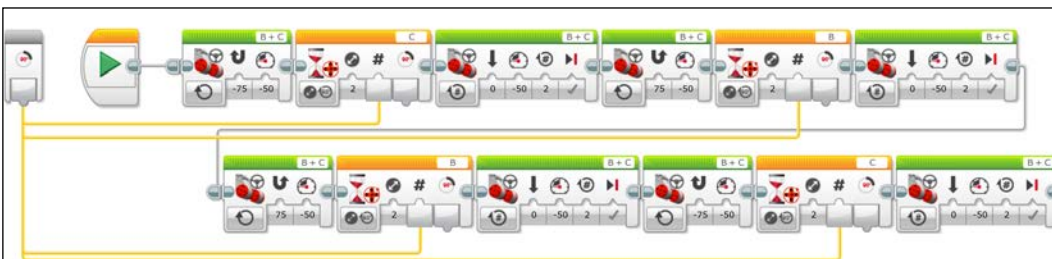 B + C C B + C B + C B B + C
#
-75 -50 2 0 -50 2 75 -50 2 0 -50 2
B + C B B + C B + C C B + C
#
75 -50 2 0 -50 2 -75 -50 2 0 -50 2